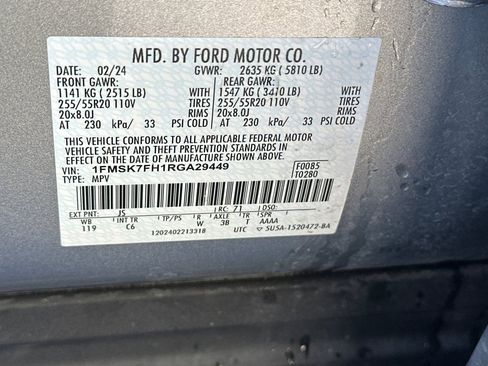 MFD. BY FORD MOTOR CO.
DATE: 02/24 GVWR: 2635 KG ( 5810 LB)
FRONT GAWR: REAR GAWR:
1141 KG ( 2515 LB) WITH 1547 KG ( 3410 LB) WITH
255/55R20 110V TIRES 255/55R20 110V TIRES
20x8.0J RIMS 20x8.0J RIMS
AT 230 kPa/ 33 PSI COLD AT 230 kPa/ 33 PSI COLD
THIS VEHICLE CONFORMS TO ALL APPLICABLE FEDERAL MOTOR
VEHICLE SAFETY AND THEFT PREVENTION STANDARDS IN
EFFECT ON THE DATE OF MANUFACTURE SHOWN ABOVE.
VIN: 1FMSK7FH1RGA29449 F0085
TYPE: MPV T0280
EXT PNT: JS RC: 71 DSO:
WB INT TR TP/PS R AXLE TR SPR
119 C6 W 3B T AAAA
1202402213318 UTC 5U5A-1520472-BA